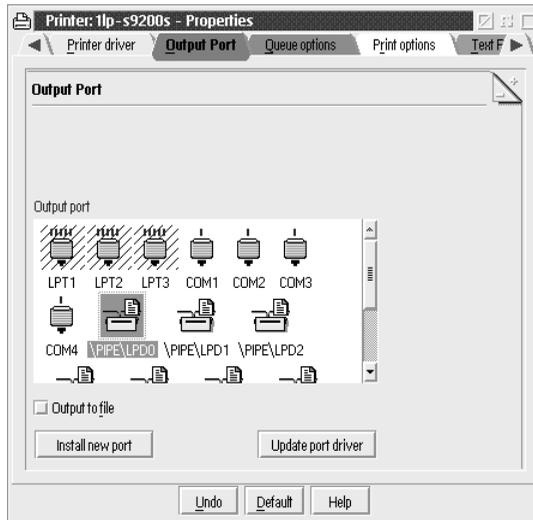 Printer: 1lp-s9200s - Properties
Printer driver Output Port Queue options Print options Text F
Output Port
Output port
LPT1 LPT2 LPT3 COM1 COM2 COM3
COM4 \PIPE\LPD0 \PIPE\LPD1 \PIPE\LPD2
Output to file
Install new port Update port driver
Undo Default Help